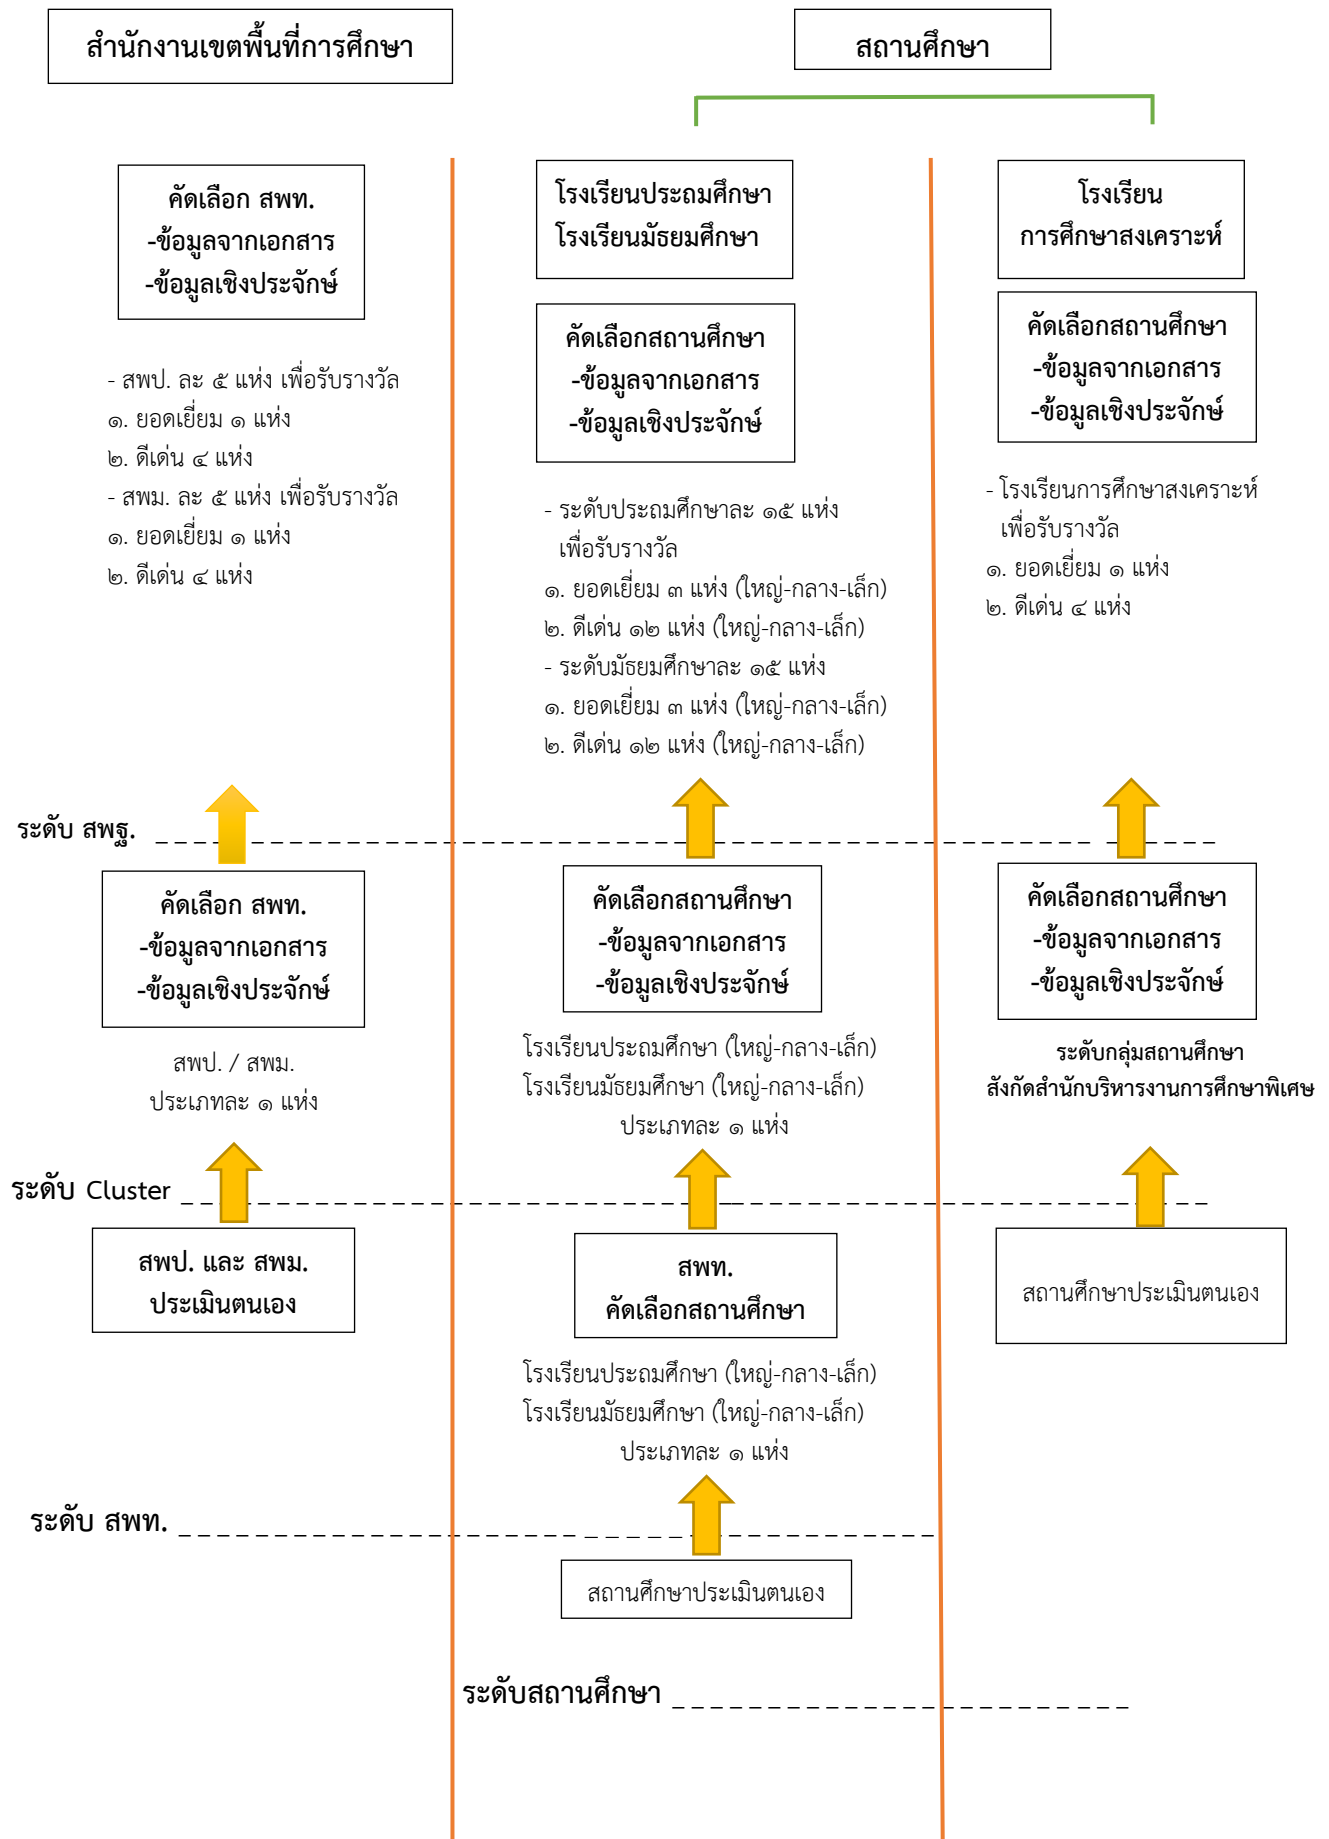 สำนักงานเขตพื้นที่การศึกษา
สถานศึกษา
คัดเลือก สพท.
-ข้อมูลจากเอกสาร
-ข้อมูลเชิงประจักษ์
- สพป. ละ ๕ แห่ง เพื่อรับรางวัล
๑. ยอดเยี่ยม ๑ แห่ง
๒. ดีเด่น ๔ แห่ง
- สพม. ละ ๕ แห่ง เพื่อรับรางวัล
๑. ยอดเยี่ยม ๑ แห่ง
๒. ดีเด่น ๔ แห่ง
โรงเรียนประถมศึกษา
โรงเรียนมัธยมศึกษา
คัดเลือกสถานศึกษา
-ข้อมูลจากเอกสาร
-ข้อมูลเชิงประจักษ์
- ระดับประถมศึกษาละ ๑๕ แห่ง
เพื่อรับรางวัล
๑. ยอดเยี่ยม ๓ แห่ง (ใหญ่-กลาง-เล็ก)
๒. ดีเด่น ๑๒ แห่ง (ใหญ่-กลาง-เล็ก)
- ระดับมัธยมศึกษาละ ๑๕ แห่ง
๑. ยอดเยี่ยม ๓ แห่ง (ใหญ่-กลาง-เล็ก)
๒. ดีเด่น ๑๒ แห่ง (ใหญ่-กลาง-เล็ก)
โรงเรียน
การศึกษาสงเคราะห์
คัดเลือกสถานศึกษา
-ข้อมูลจากเอกสาร
-ข้อมูลเชิงประจักษ์
- โรงเรียนการศึกษาสงเคราะห์
เพื่อรับรางวัล
๑. ยอดเยี่ยม ๑ แห่ง
๒. ดีเด่น ๔ แห่ง
ระดับ สพฐ.
คัดเลือก สพท.
-ข้อมูลจากเอกสาร
-ข้อมูลเชิงประจักษ์
สพป. / สพม.
ประเภทละ ๑ แห่ง
คัดเลือกสถานศึกษา
-ข้อมูลจากเอกสาร
-ข้อมูลเชิงประจักษ์
โรงเรียนประถมศึกษา (ใหญ่-กลาง-เล็ก)
โรงเรียนมัธยมศึกษา (ใหญ่-กลาง-เล็ก)
ประเภทละ ๑ แห่ง
คัดเลือกสถานศึกษา
-ข้อมูลจากเอกสาร
-ข้อมูลเชิงประจักษ์
ระดับกลุ่มสถานศึกษา
สังกัดสำนักบริหารงานการศึกษาพิเศษ
ระดับ Cluster
สพป. และ สพม.
ประเมินตนเอง
สพท.
คัดเลือกสถานศึกษา
โรงเรียนประถมศึกษา (ใหญ่-กลาง-เล็ก)
โรงเรียนมัธยมศึกษา (ใหญ่-กลาง-เล็ก)
ประเภทละ ๑ แห่ง
สถานศึกษาประเมินตนเอง
ระดับ สพท.
สถานศึกษาประเมินตนเอง
ระดับสถานศึกษา